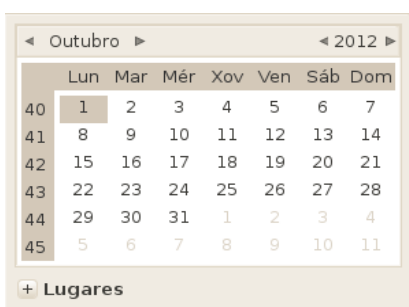 ◀ Outubro ▶ ◀ 2012 ▶
Lun Mar Mér Xov Ven Sáb Dom
40 1 2 3 4 5 6 7
41 8 9 10 11 12 13 14
42 15 16 17 18 19 20 21
43 22 23 24 25 26 27 28
44 29 30 31 1 2 3 4
45 5 6 7 8 9 10 11
+ Lugares